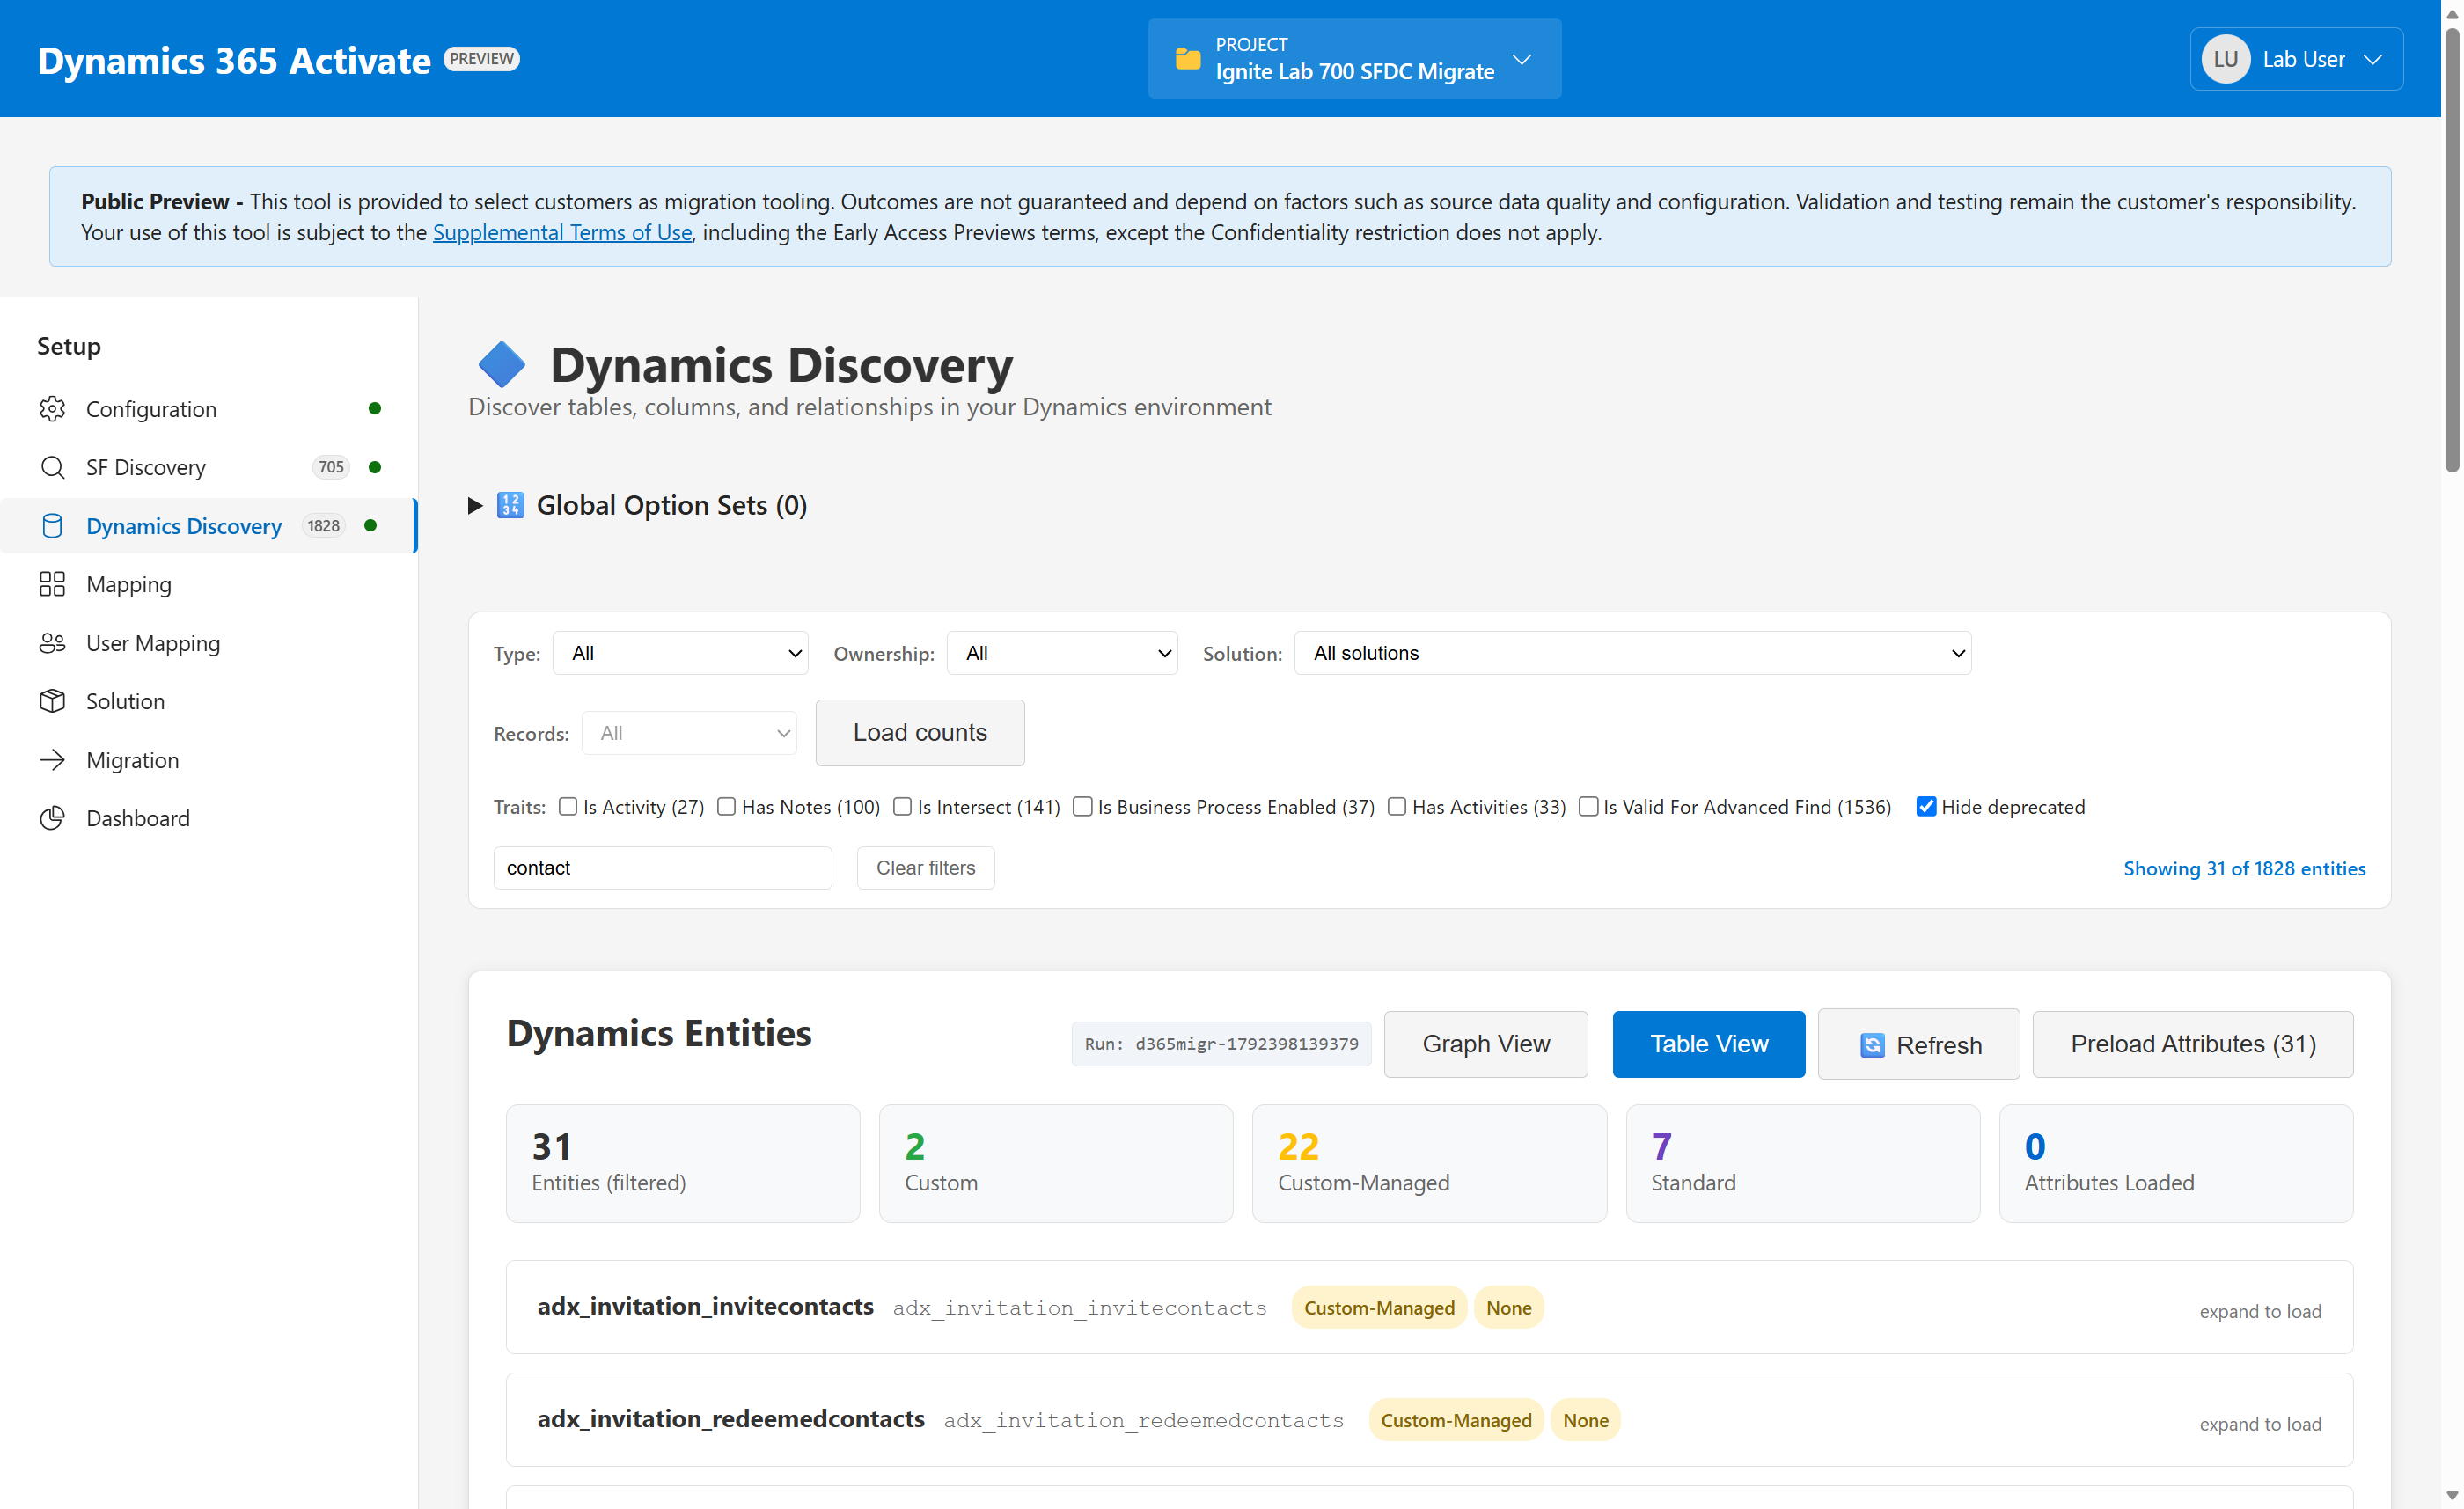 Dynamics 365 Activate PREVIEW
PROJECT
Ignite Lab 700 SFDC Migrate
LU Lab User
Public Preview - This tool is provided to select customers as migration tooling. Outcomes are not guaranteed and depend on factors such as source data quality and configuration. Validation and testing remain the customer's responsibility.
Your use of this tool is subject to the Supplemental Terms of Use, including the Early Access Previews terms, except the Confidentiality restriction does not apply.
Setup
Configuration
SF Discovery 705
Dynamics Discovery 1828
Mapping
User Mapping
Solution
Migration
Dashboard
Dynamics Discovery
Discover tables, columns, and relationships in your Dynamics environment
Global Option Sets (0)
Type: All Ownership: All Solution: All solutions
Records: All Load counts
Traits: Is Activity (27) Has Notes (100) Is Intersect (141) Is Business Process Enabled (37) Has Activities (33) Is Valid For Advanced Find (1536) Hide deprecated
contact Clear filters Showing 31 of 1828 entities
Dynamics Entities Run: d365migr-1792398139379 Graph View Table View Refresh Preload Attributes (31)
31 2 22 7 0
Entities (filtered) Custom Custom-Managed Standard Attributes Loaded
adx_invitation_invitecontacts adx_invitation_invitecontacts Custom-Managed None expand to load
adx_invitation_redeemedcontacts adx_invitation_redeemedcontacts Custom-Managed None expand to load